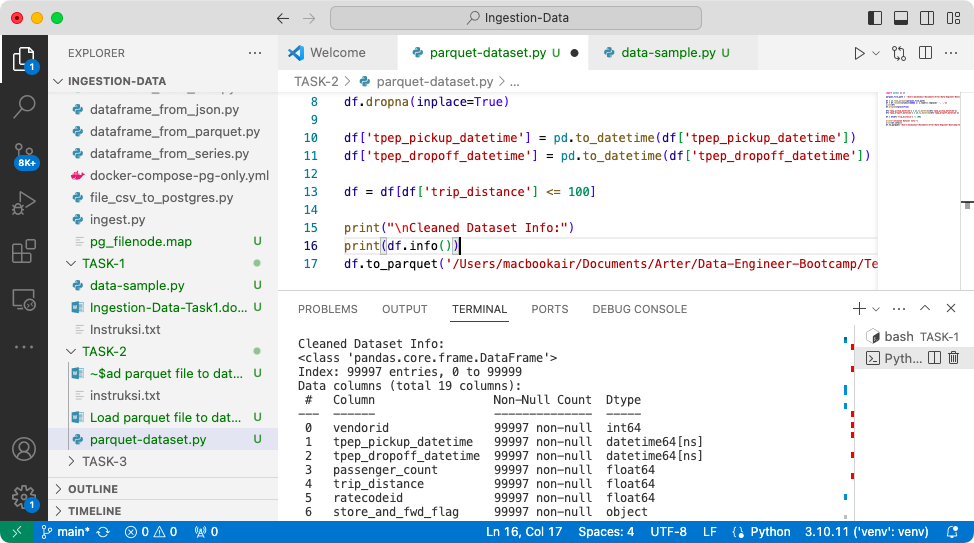 Ingestion-Data
EXPLORER
Welcome
parquet-dataset.py U
data-sample.py U
INGESTION-DATA
TASK-2 > parquet-dataset.py > ...
dataframe_from_json.py
dataframe_from_parquet.py
dataframe_from_series.py
docker-compose-pg-only.yml
file_csv_to_postgres.py
ingest.py
pg_filenode.map U
TASK-1
data-sample.py U
Ingestion-Data-Task1.do... U
Instruksi.txt
TASK-2
~$ad parquet file to dat... U
instruksi.txt
Load parquet file to dat... U
parquet-dataset.py U
TASK-3
OUTLINE
TIMELINE
1
8K+
1
8 df.dropna(inplace=True)
9
10 df['tpep_pickup_datetime'] = pd.to_datetime(df['tpep_pickup_datetime'])
11 df['tpep_dropoff_datetime'] = pd.to_datetime(df['tpep_dropoff_datetime'])
12
13 df = df[df['trip_distance'] <= 100]
14
15 print("\nCleaned Dataset Info:")
16 print(df.info())
17 df.to_parquet('/Users/macbookair/Documents/Arter/Data-Engineer-Bootcamp/Te
PROBLEMS OUTPUT TERMINAL PORTS DEBUG CONSOLE
Cleaned Dataset Info:
<class 'pandas.core.frame.DataFrame'>
Index: 99997 entries, 0 to 99999
Data columns (total 19 columns):
# Column Non-Null Count Dtype
--- ------ -------------- -----
0 vendorid 99997 non-null int64
1 tpep_pickup_datetime 99997 non-null datetime64[ns]
2 tpep_dropoff_datetime 99997 non-null datetime64[ns]
3 passenger_count 99997 non-null float64
4 trip_distance 99997 non-null float64
5 ratecodeid 99997 non-null float64
6 store_and_fwd_flag 99997 non-null object
bash TASK-1
Pyth...
main* 0 0 0 Ln 16, Col 17 Spaces: 4 UTF-8 LF Python 3.10.11 ('venv': venv)